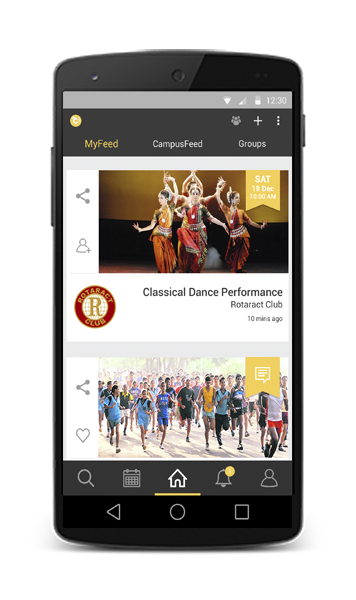 12:30
MyFeed
CampusFeed
Groups
SAT
19 Dec
10:00 AM
ROTARACT
R
CLUB
Classical Dance Performance
Rotaract Club
10 mins ago